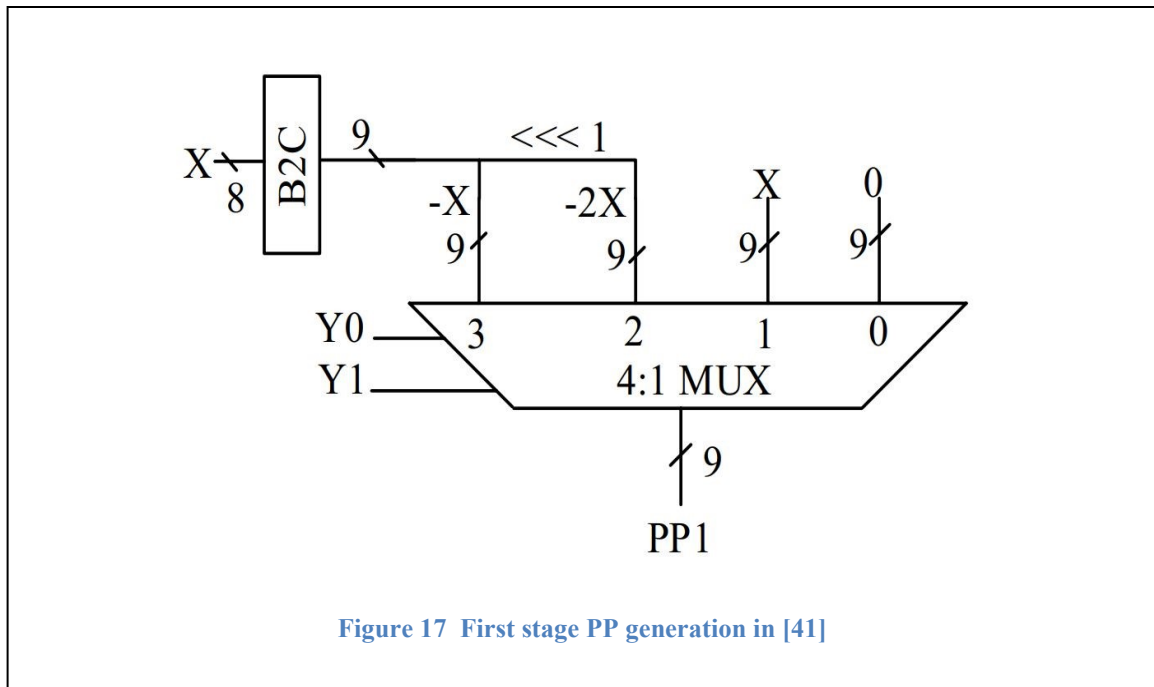 <<< 1
9
B2C
X
8
-X
-2X
X
0
9
9
9
9
Y0
3
2
1
0
Y1
4:1 MUX
9
PP1
Figure 17 First stage PP generation in [41]